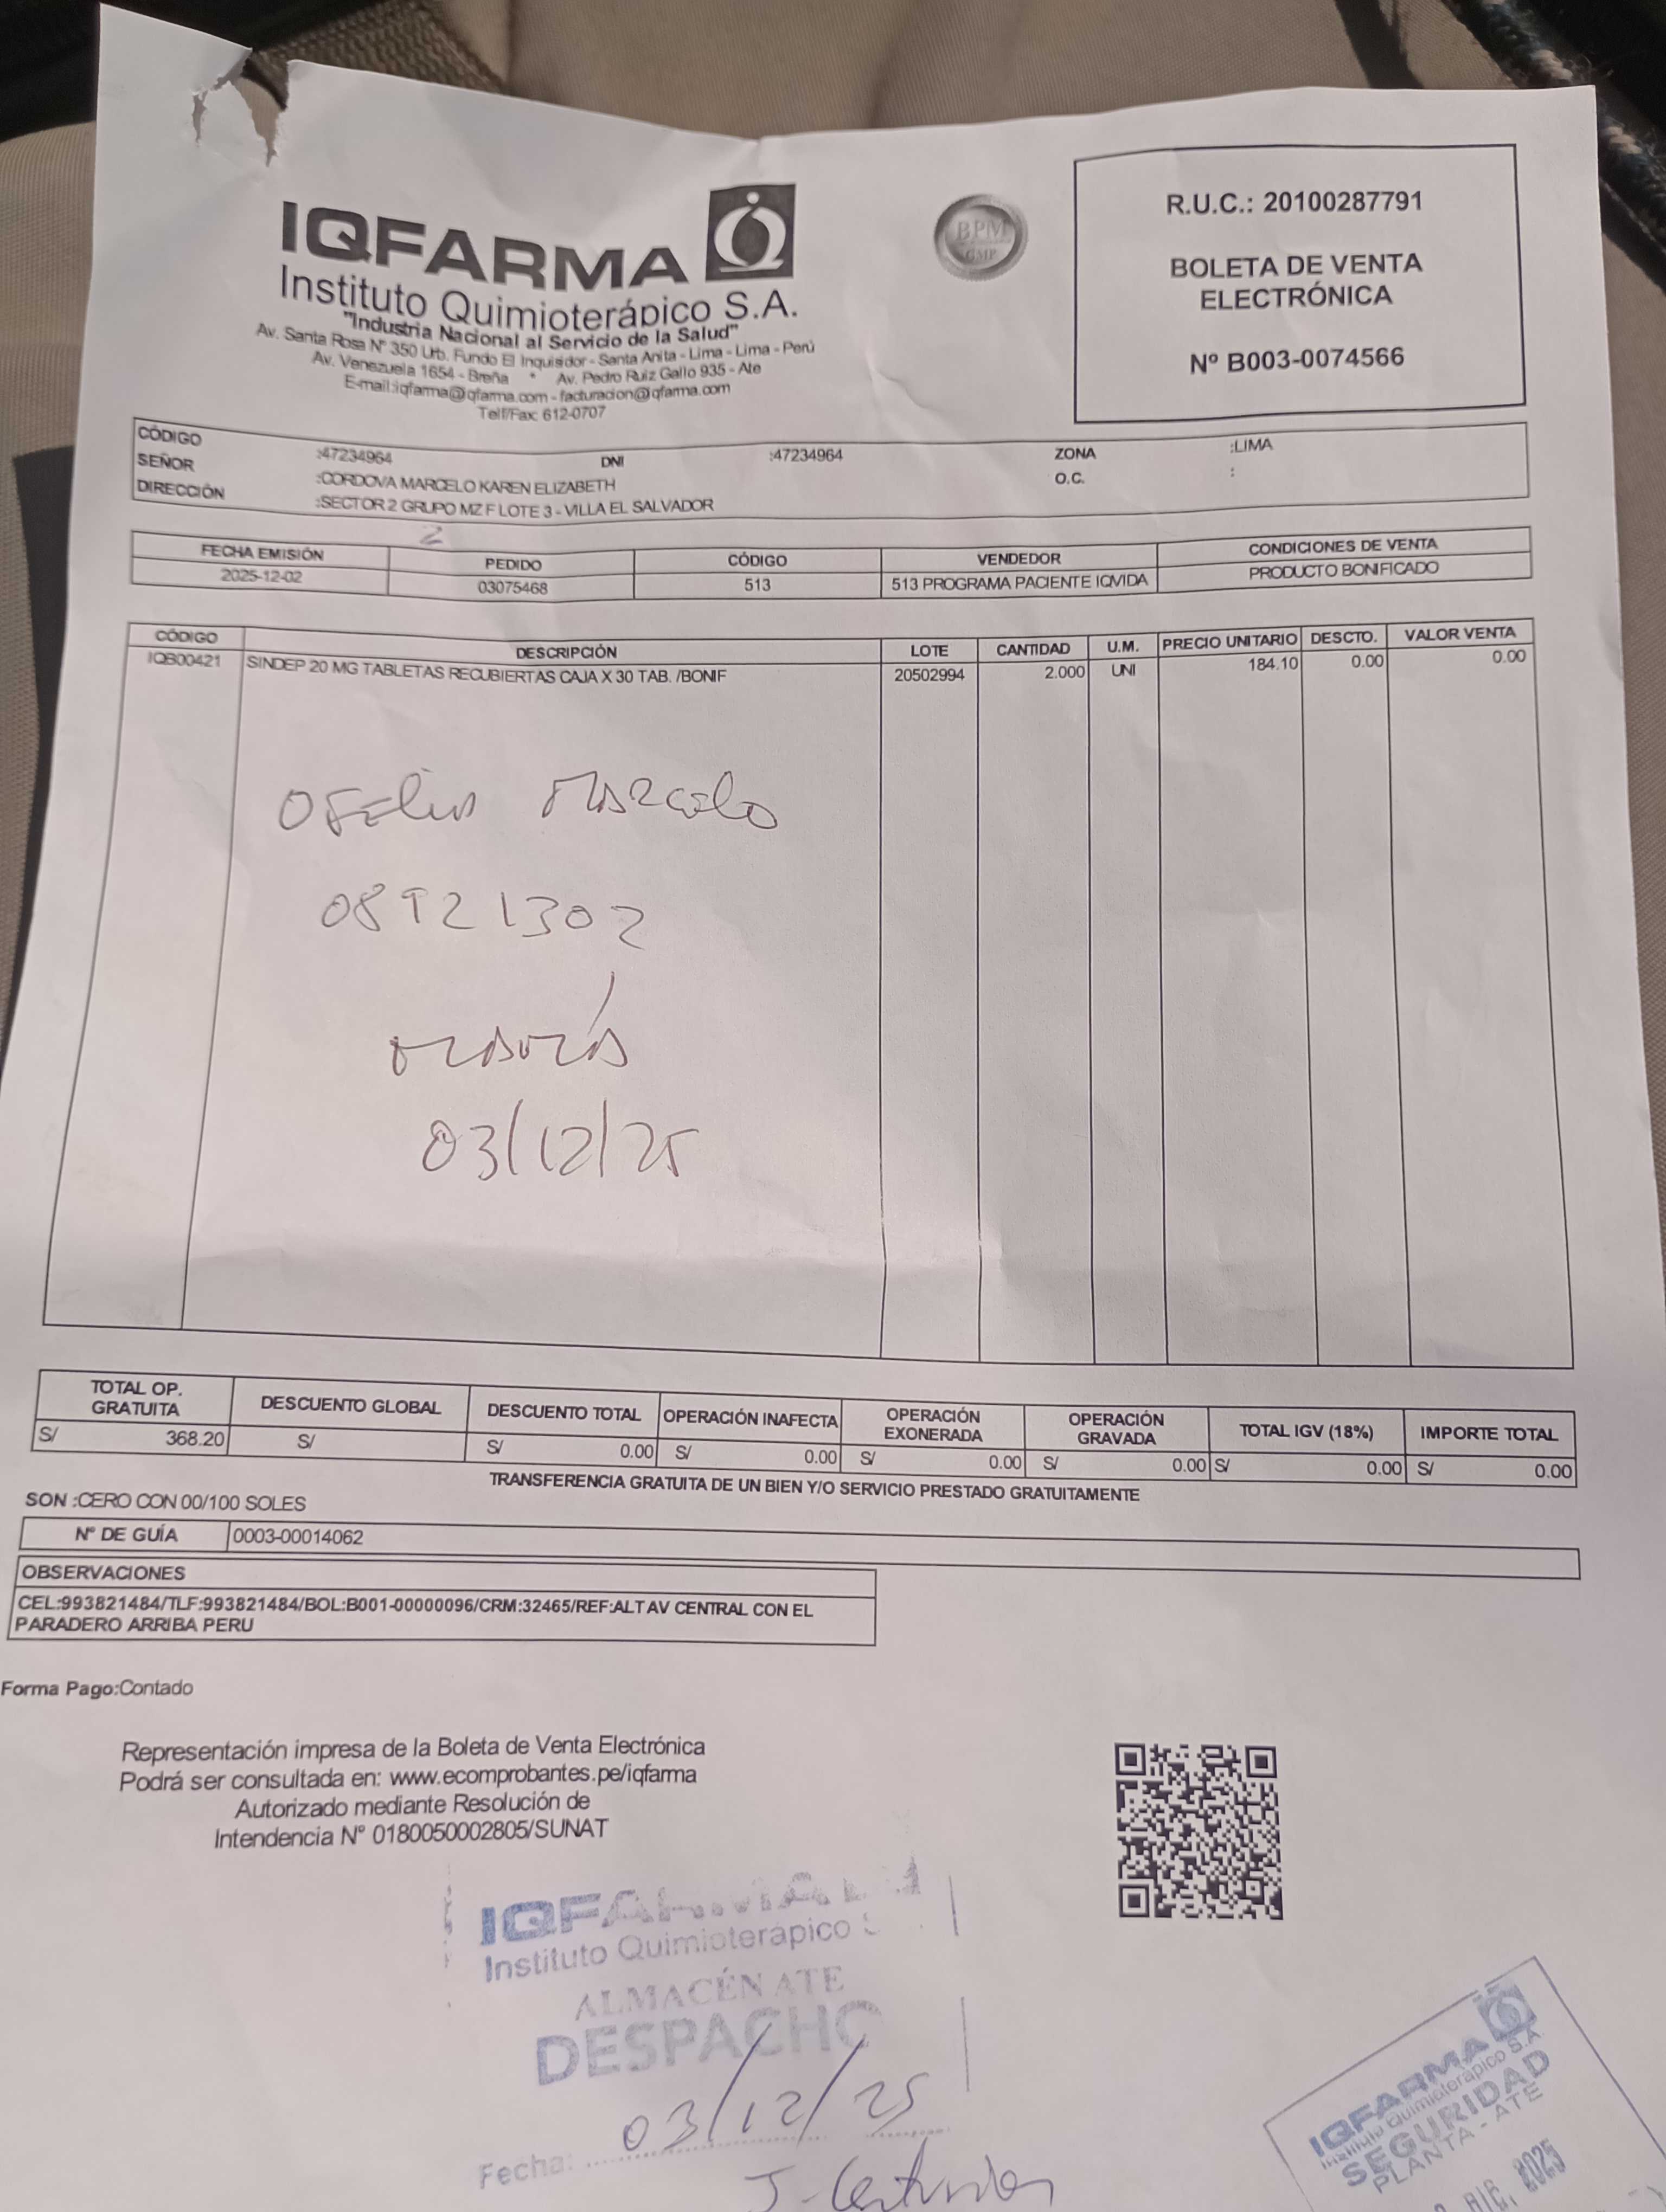 IQFARMA
Instituto Quimioterápico S.A.
"Industria Nacional al Servicio de la Salud"
Av. Santa Rosa N° 350 Urb. Fundo El Inquisidor - Santa Anita - Lima - Lima - Perú
Av. Venezuela 1654 - Breña * Av. Pedro Ruiz Gallo 935 - Ate
E-mail:iqfarma@iqfarma.com - facturacion@iqfarma.com
Telf/Fax: 612-0707
BPM
GMP
R.U.C.: 20100287791
BOLETA DE VENTA
ELECTRÓNICA
Nº B003-0074566
CÓDIGO :47234964 DNI :47234964 ZONA :LIMA
SEÑOR :CORDOVA MARCELO KAREN ELIZABETH O.C. :
DIRECCIÓN :SECTOR 2 GRUPO MZ F LOTE 3 - VILLA EL SALVADOR
2
FECHA EMISIÓN PEDIDO CÓDIGO VENDEDOR CONDICIONES DE VENTA
2025-12-02 03075468 513 513 PROGRAMA PACIENTE IQVIDA PRODUCTO BONIFICADO
CÓDIGO DESCRIPCIÓN LOTE CANTIDAD U.M. PRECIO UNITARIO DESCTO. VALOR VENTA
IQB00421 SINDEP 20 MG TABLETAS RECUBIERTAS CAJA X 30 TAB. /BONIF 20502994 2.000 UNI 184.10 0.00 0.00
Ofelia Marcelo
08921302
mamá
03/12/25
TOTAL OP. GRATUITA DESCUENTO GLOBAL DESCUENTO TOTAL OPERACIÓN INAFECTA OPERACIÓN EXONERADA OPERACIÓN GRAVADA TOTAL IGV (18%) IMPORTE TOTAL
S/ 368.20 S/ S/ 0.00 S/ 0.00 S/ 0.00 S/ 0.00 S/ 0.00 S/ 0.00
TRANSFERENCIA GRATUITA DE UN BIEN Y/O SERVICIO PRESTADO GRATUITAMENTE
SON :CERO CON 00/100 SOLES
Nº DE GUÍA 0003-00014062
OBSERVACIONES
CEL:993821484/TLF:993821484/BOL:B001-00000096/CRM:32465/REF:ALT AV CENTRAL CON EL
PARADERO ARRIBA PERU
Forma Pago:Contado
Representación impresa de la Boleta de Venta Electrónica
Podrá ser consultada en: www.ecomprobantes.pe/iqfarma
Autorizado mediante Resolución de
Intendencia N° 0180050002805/SUNAT
IQFARMA
Instituto Quimioterapico S
ALMACÉN ATE
DESPACHO
Fecha: 03/12/25
IQFARMA
Instituto Quimioterápico S.A
SEGURIDAD
PLANTA - ATE
DIC. 2025